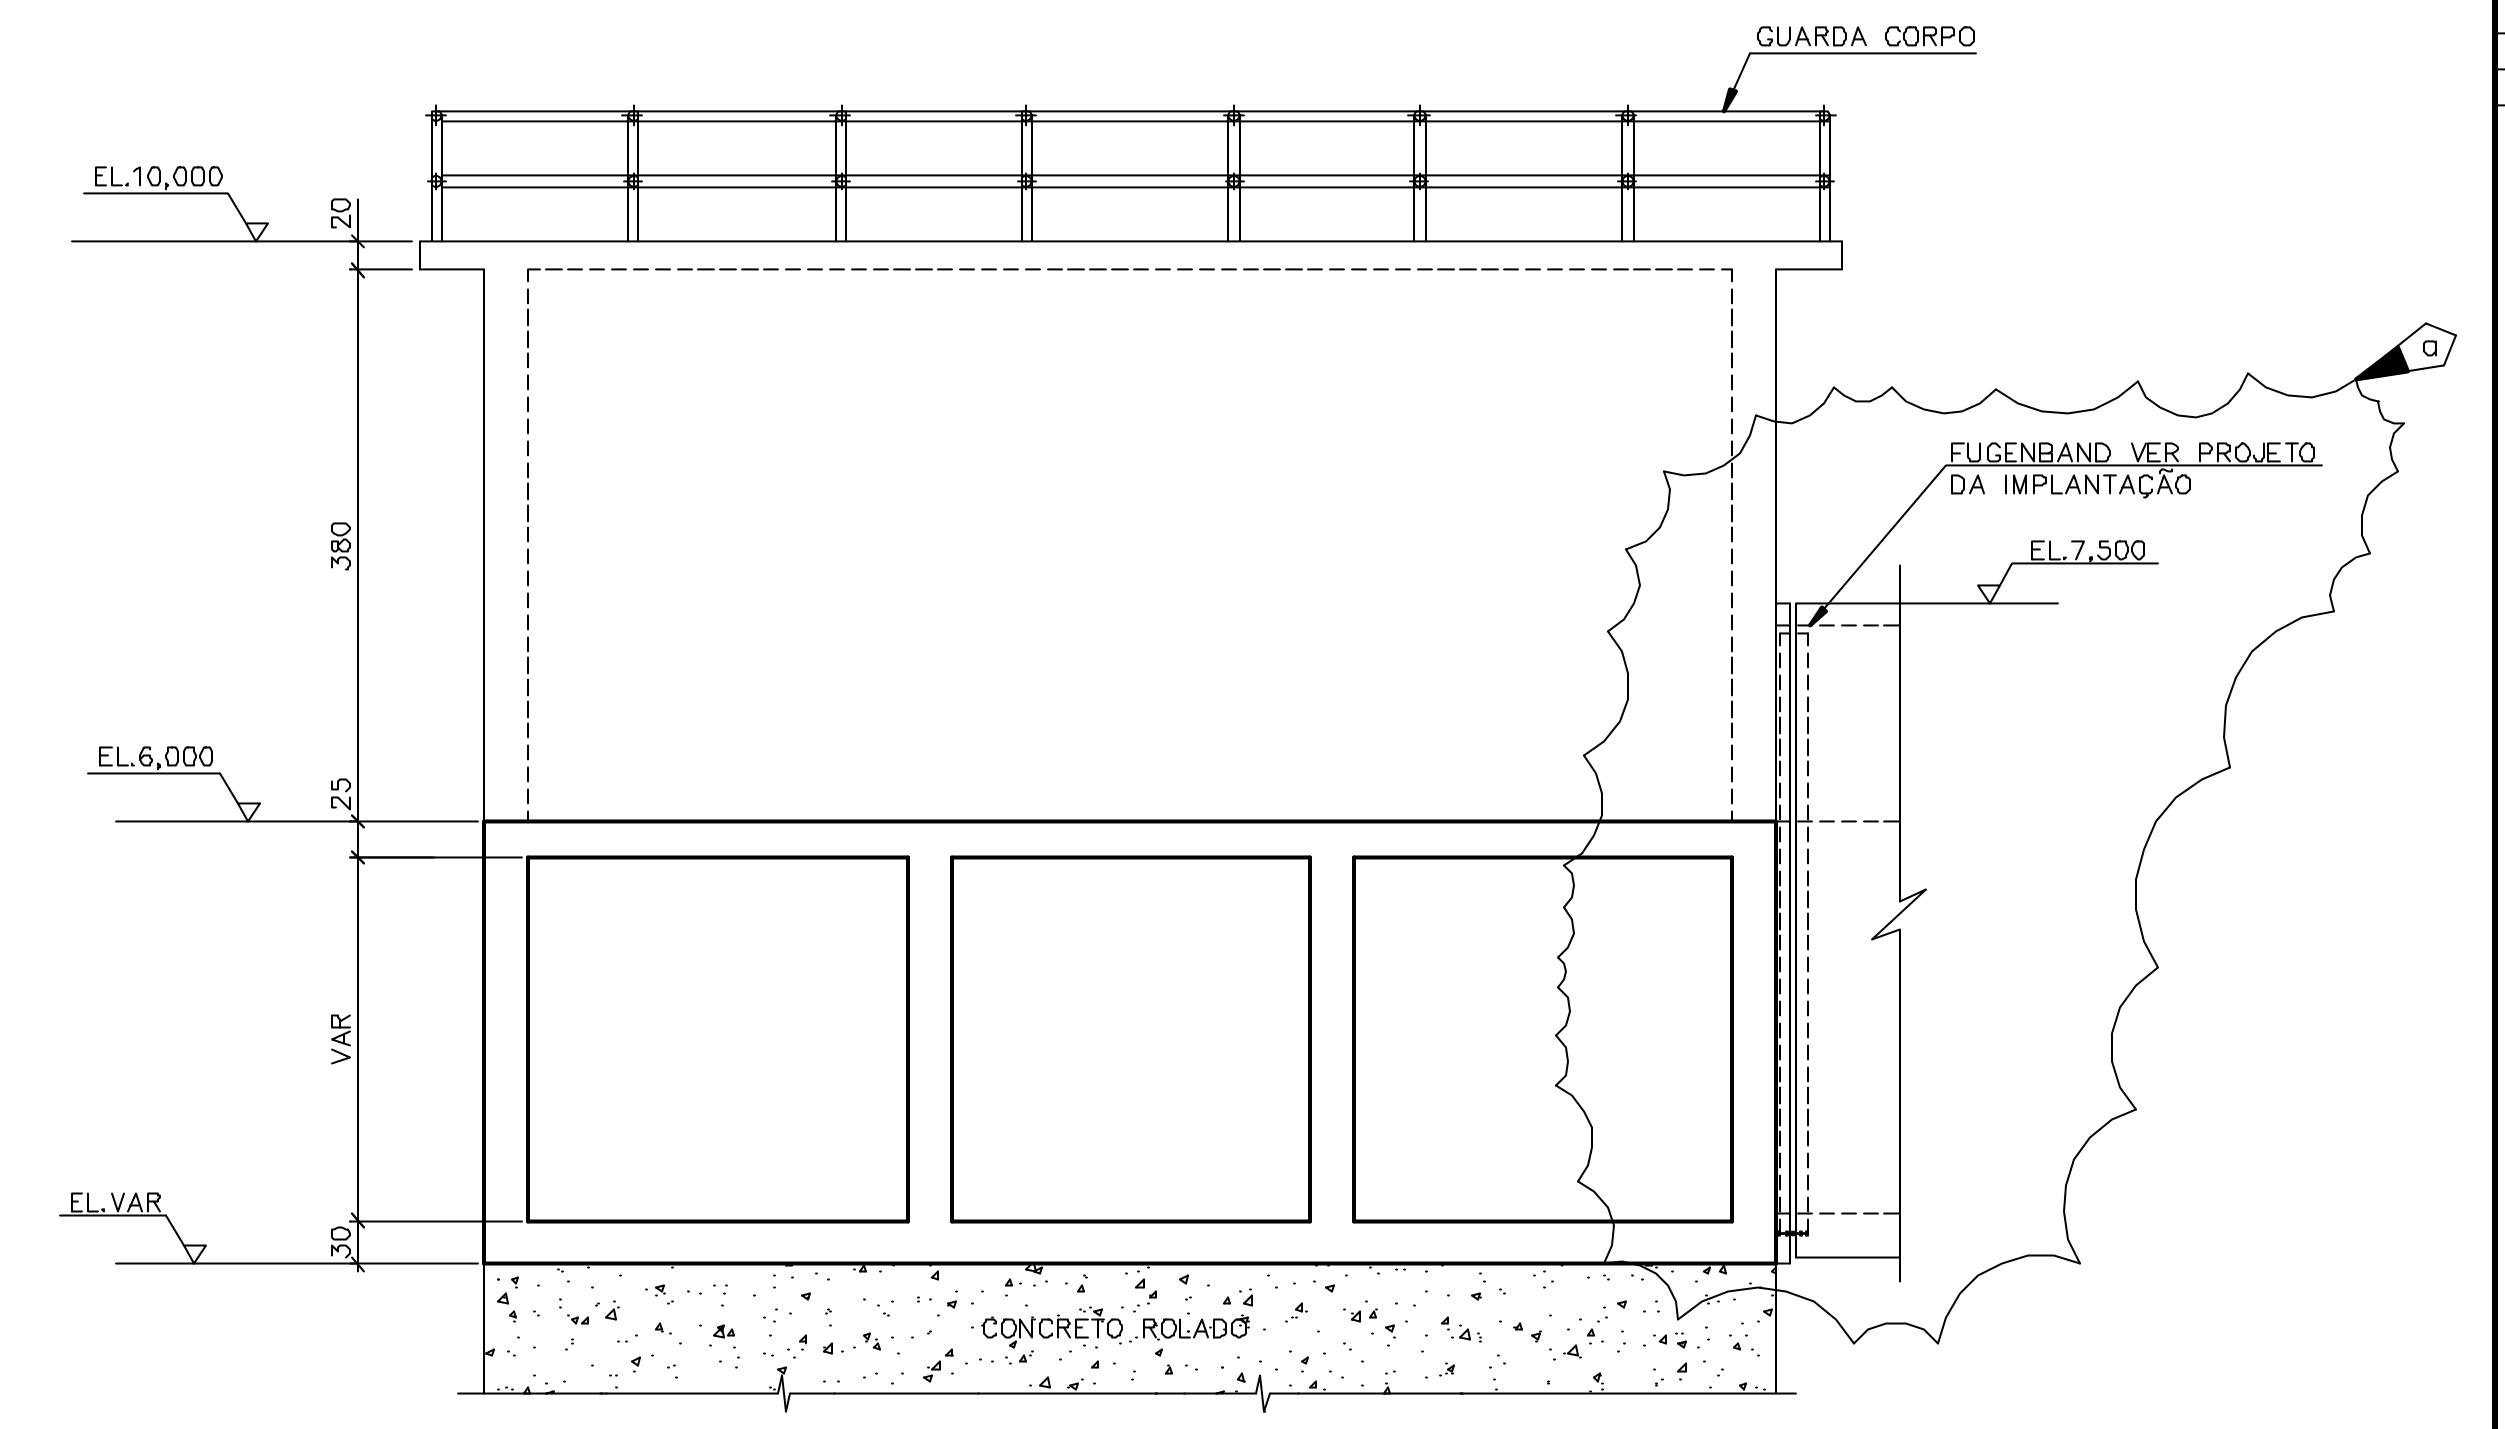 GUARDA CORPO
EL.10,000
20
a
FUGENBAND VER PROJETO
DA IMPLANTAÇÃO
380
EL.7,500
EL.6,000
25
VAR
EL.VAR
30
CONCRETO ROLADO